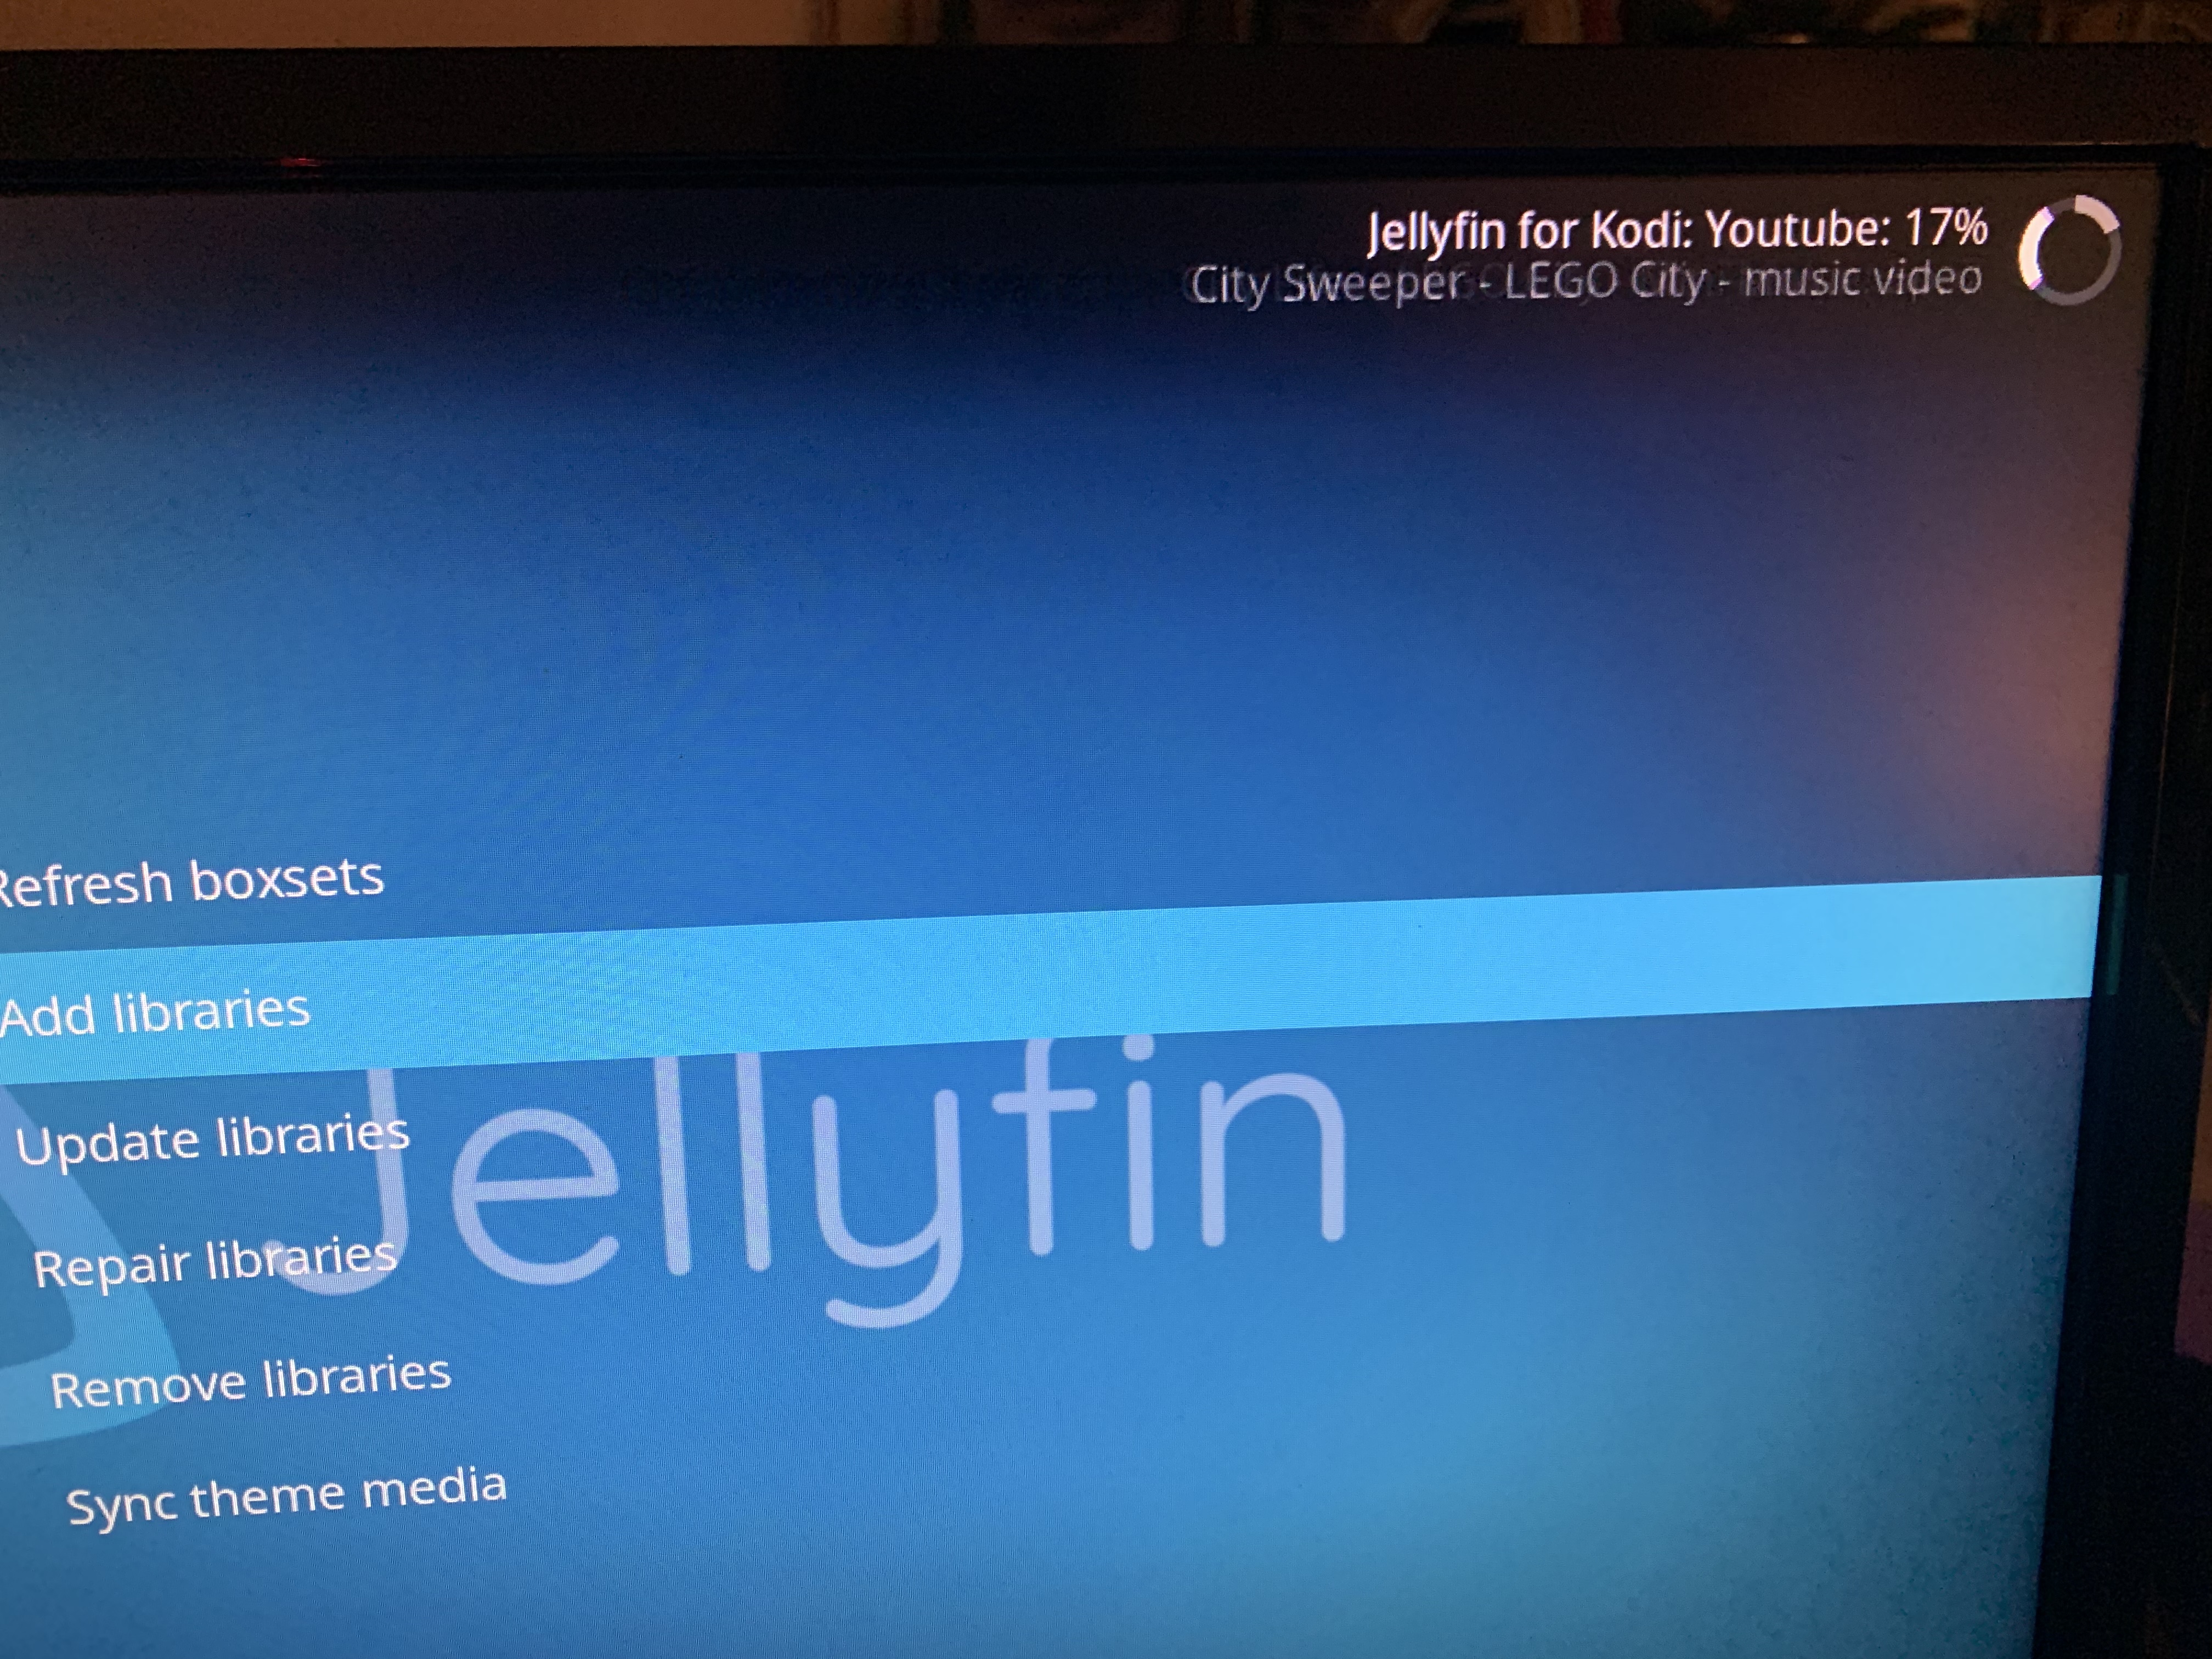 Jellyfin for Kodi: Youtube: 17%
City Sweeper - LEGO City - music video
Refresh boxsets
Add libraries
Update libraries
Repair libraries
Remove libraries
Sync theme media
Jellyfin